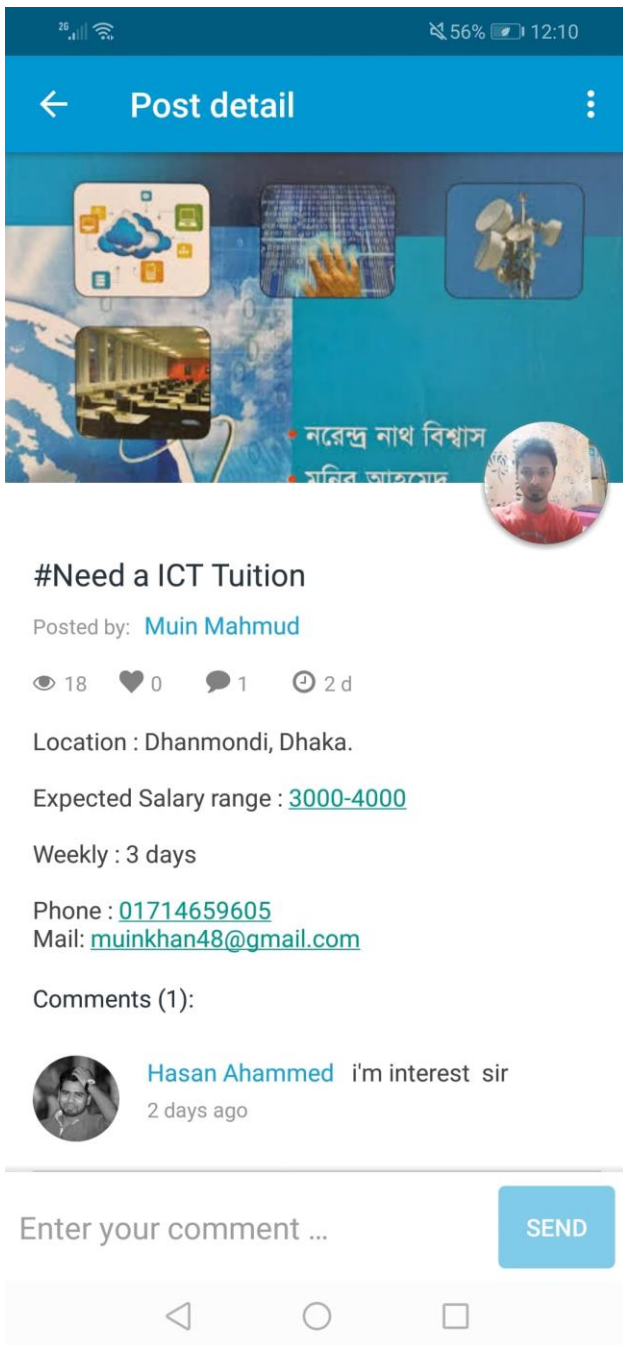 2G 56% 12:10
Post detail
নরেন্দ্র নাথ বিশ্বাস
মুনির আহমেদ
#Need a ICT Tuition
Posted by: Muin Mahmud
18 0 1 2 d
Location : Dhanmondi, Dhaka.
Expected Salary range : 3000-4000
Weekly : 3 days
Phone : 01714659605
Mail: muinkhan48@gmail.com
Comments (1):
Hasan Ahammed i'm interest sir
2 days ago
Enter your comment ...
SEND